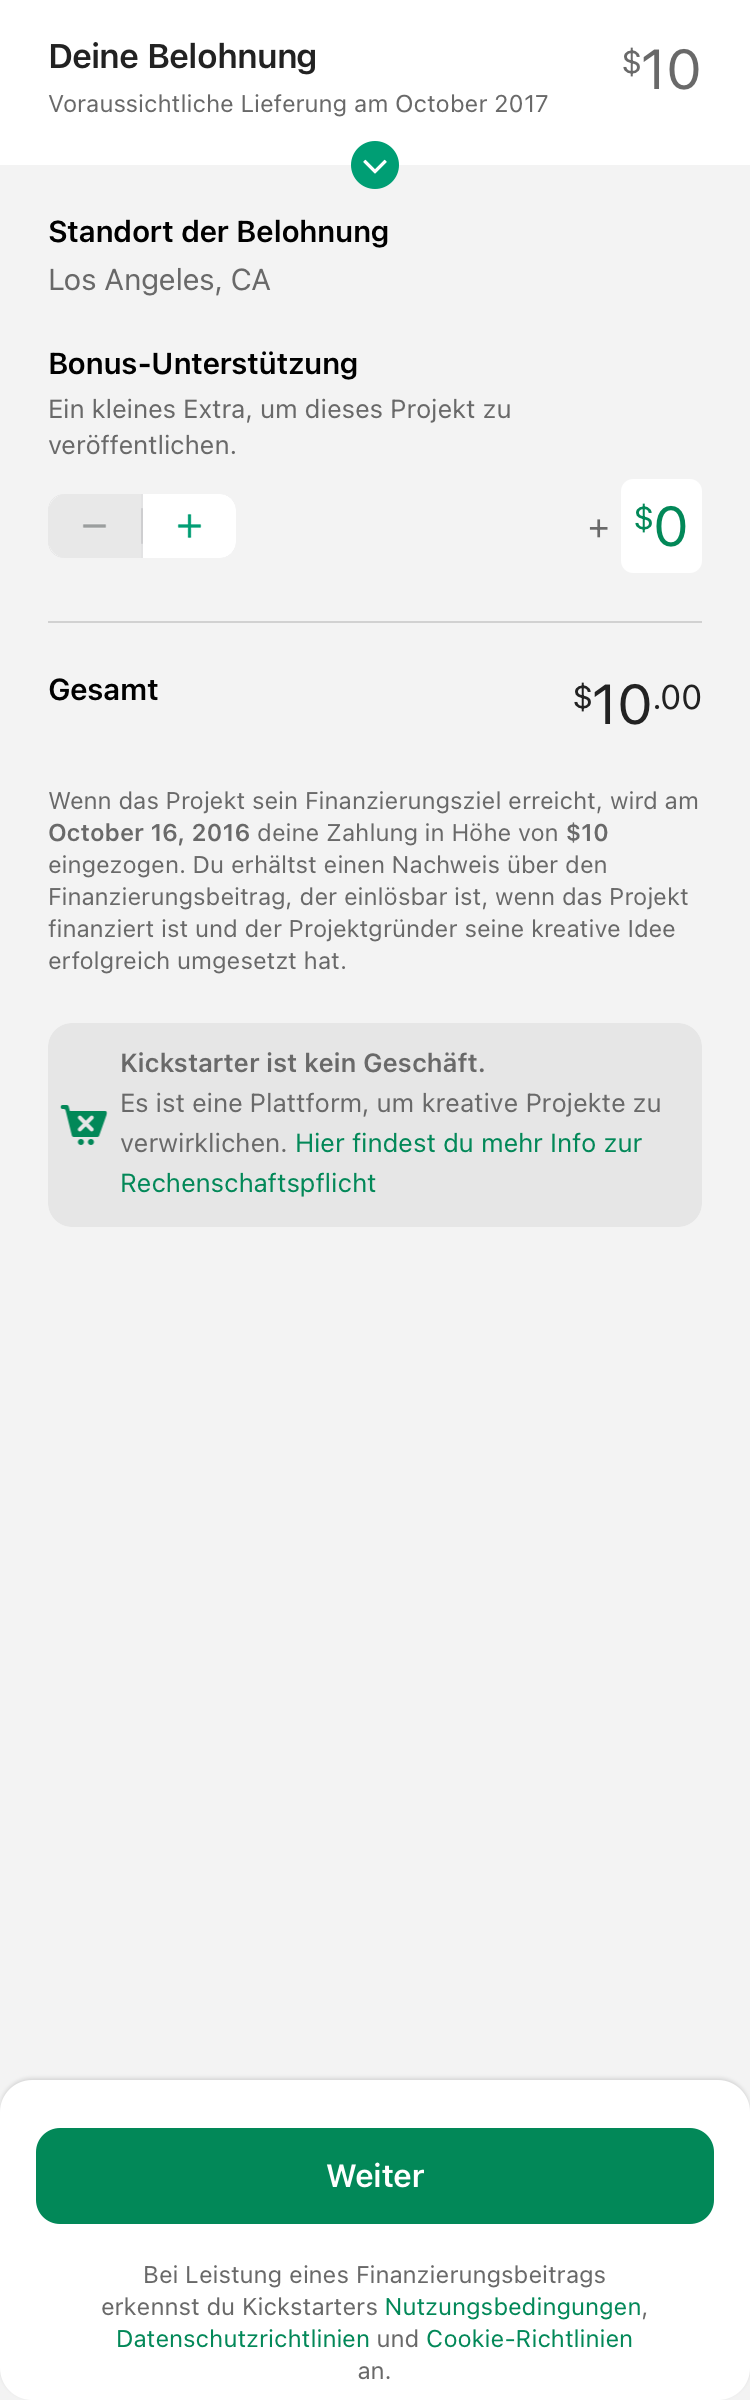 Deine Belohnung
$10
Voraussichtliche Lieferung am October 2017
Standort der Belohnung
Los Angeles, CA
Bonus-Unterstützung
Ein kleines Extra, um dieses Projekt zu
veröffentlichen.
− + + $0
Gesamt
$10.00
Wenn das Projekt sein Finanzierungsziel erreicht, wird am
October 16, 2016 deine Zahlung in Höhe von $10
eingezogen. Du erhältst einen Nachweis über den
Finanzierungsbeitrag, der einlösbar ist, wenn das Projekt
finanziert ist und der Projektgründer seine kreative Idee
erfolgreich umgesetzt hat.
Kickstarter ist kein Geschäft.
Es ist eine Plattform, um kreative Projekte zu
verwirklichen. Hier findest du mehr Info zur
Rechenschaftspflicht
Weiter
Bei Leistung eines Finanzierungsbeitrags
erkennst du Kickstarters Nutzungsbedingungen,
Datenschutzrichtlinien und Cookie-Richtlinien
an.